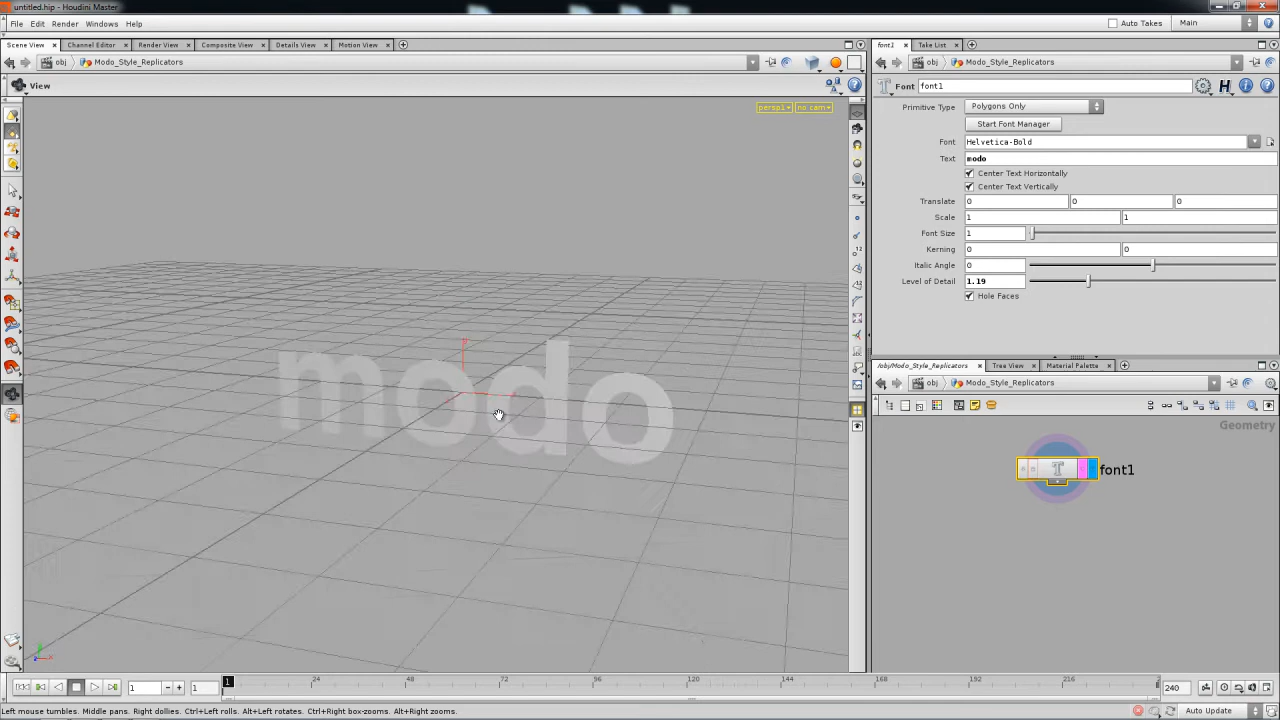 untitled.hip - Houdini Master
File Edit Render Windows Help
Auto Takes Main
Scene View Channel Editor Render View Composite View Details View Motion View
font1 Take List
obj Modo_Style_Replicators
obj Modo_Style_Replicators
View
Font font1
persp1 no cam
Primitive Type Polygons Only
Start Font Manager
Font Helvetica-Bold
Text modo
Center Text Horizontally
Center Text Vertically
Translate 0 0 0
Scale 1 1
Font Size 1
Kerning 0 0
Italic Angle 0
Level of Detail 1.19
Hole Faces
modo
/obj/Modo_Style_Replicators Tree View Material Palette
obj Modo_Style_Replicators
Geometry
font1
1 1 1 24 48 72 96 120 144 168 192 216 240
Left mouse tumbles. Middle pans. Right dollies. Ctrl+Left rolls. Alt+Left rotates. Ctrl+Right box-zooms. Alt+Right zooms.
Auto Update